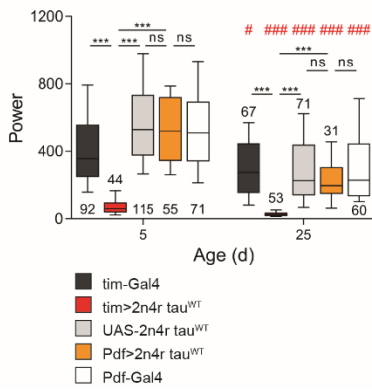 1200
# ### ### ### ###
***
***
ns
ns
*** ***
ns
ns
*** ***
800
Power
67
71
31
400
44
53
92
115
55
71
60
0
5
25
Age (d)
tim-Gal4
tim>2n4r tauWT
UAS-2n4r tauWT
Pdf>2n4r tauWT
Pdf-Gal4